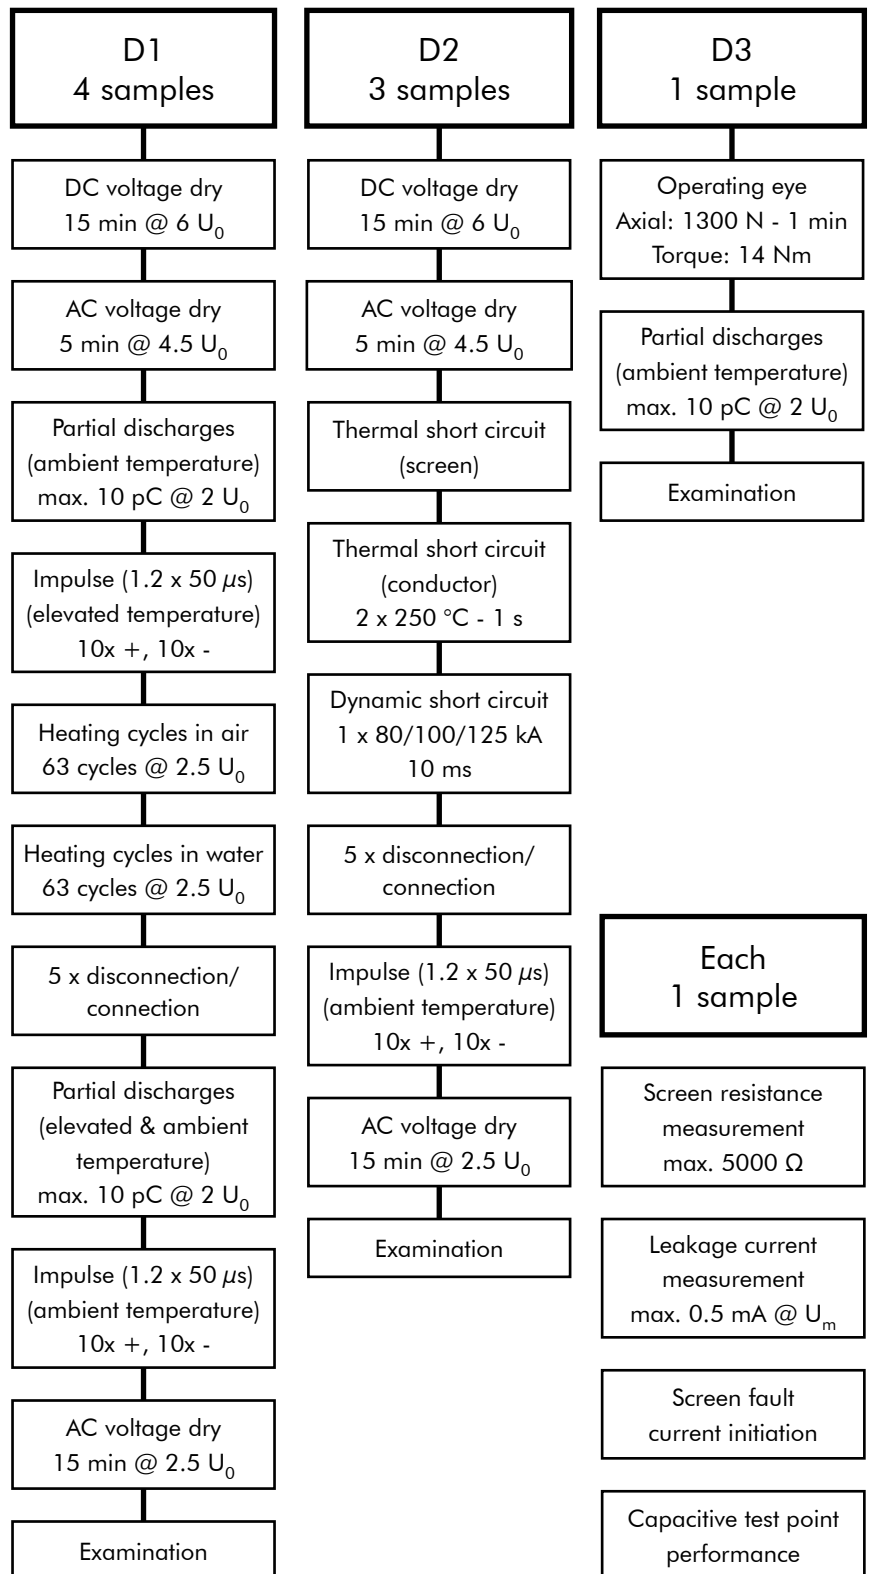 D1
4 samples
DC voltage dry
15 min @ 6 U0
AC voltage dry
5 min @ 4.5 U0
Partial discharges
(ambient temperature)
max. 10 pC @ 2 U0
Impulse (1.2 x 50 µs)
(elevated temperature)
10x +, 10x -
Heating cycles in air
63 cycles @ 2.5 U0
Heating cycles in water
63 cycles @ 2.5 U0
5 x disconnection/
connection
Partial discharges
(elevated & ambient
temperature)
max. 10 pC @ 2 U0
Impulse (1.2 x 50 µs)
(ambient temperature)
10x +, 10x -
AC voltage dry
15 min @ 2.5 U0
Examination
D2
3 samples
DC voltage dry
15 min @ 6 U0
AC voltage dry
5 min @ 4.5 U0
Thermal short circuit
(screen)
Thermal short circuit
(conductor)
2 x 250 °C - 1 s
Dynamic short circuit
1 x 80/100/125 kA
10 ms
5 x disconnection/
connection
Impulse (1.2 x 50 µs)
(ambient temperature)
10x +, 10x -
AC voltage dry
15 min @ 2.5 U0
Examination
D3
1 sample
Operating eye
Axial: 1300 N - 1 min
Torque: 14 Nm
Partial discharges
(ambient temperature)
max. 10 pC @ 2 U0
Examination
Each
1 sample
Screen resistance
measurement
max. 5000 Ω
Leakage current
measurement
max. 0.5 mA @ Um
Screen fault
current initiation
Capacitive test point
performance